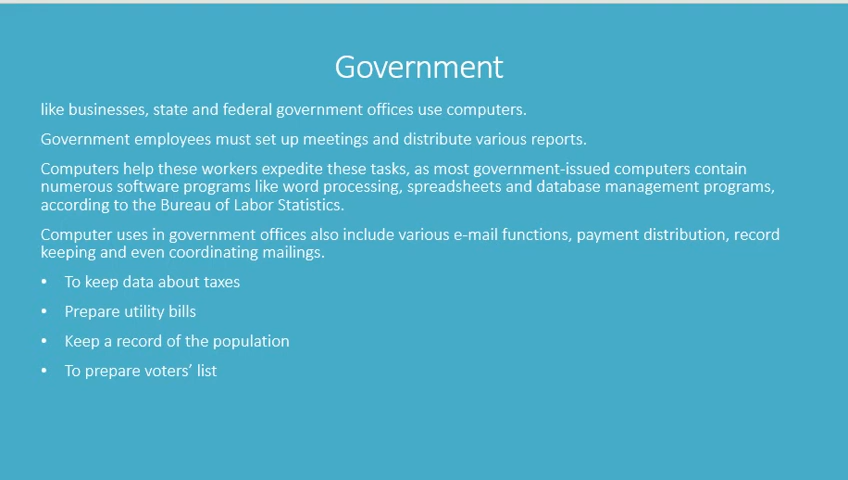 Government
like businesses, state and federal government offices use computers.
Government employees must set up meetings and distribute various reports.
Computers help these workers expedite these tasks, as most government-issued computers contain
numerous software programs like word processing, spreadsheets and database management programs,
according to the Bureau of Labor Statistics.
Computer uses in government offices also include various e-mail functions, payment distribution, record
keeping and even coordinating mailings.
• To keep data about taxes
• Prepare utility bills
• Keep a record of the population
• To prepare voters’ list